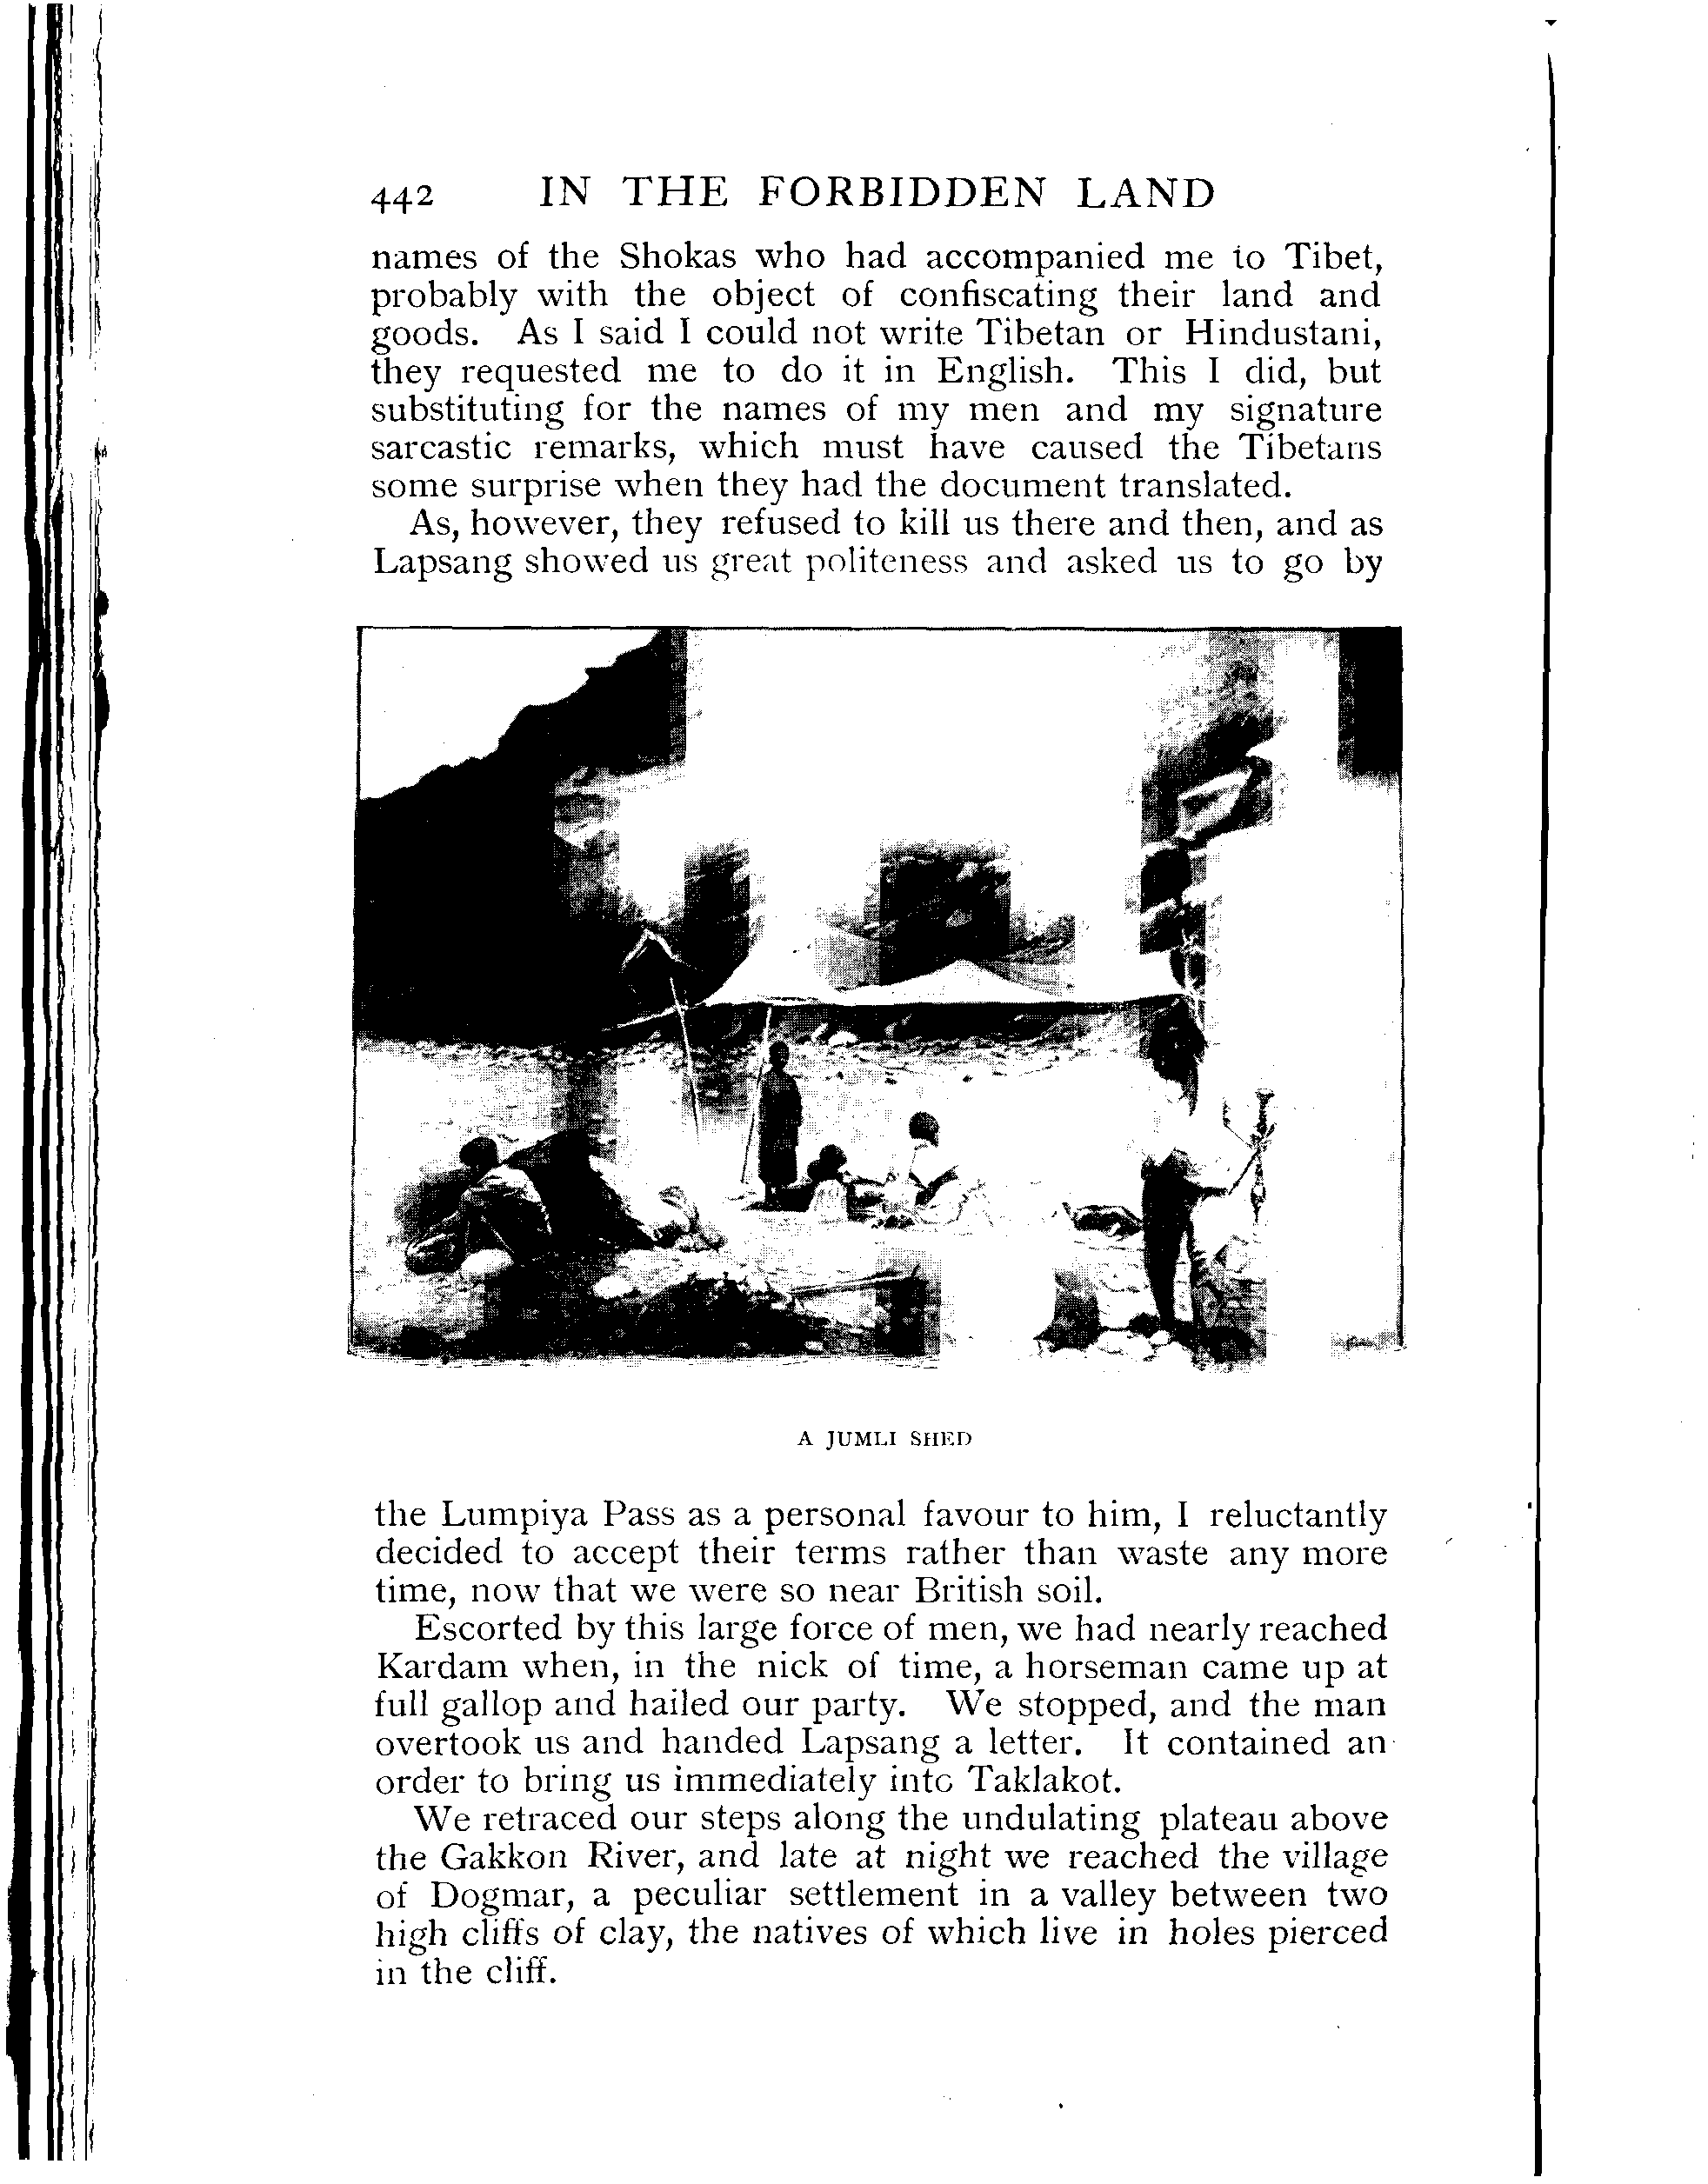 442 IN THE FORBIDDEN LAND
names of the Shokas who had accompanied me to Tibet,
probably with the object of confiscating their land and
goods. As I said I could not write Tibetan or Hindustani,
they requested me to do it in English. This I did, but
substituting for the names of my men and my signature
sarcastic remarks, which must have caused the Tibetans
some surprise when they had the document translated.
As, however, they refused to kill us there and then, and as
Lapsang showed us great politeness and asked us to go by
A JUMLI SHED
the Lumpiya Pass as a personal favour to him, I reluctantly
decided to accept their terms rather than waste any more
time, now that we were so near British soil.
Escorted by this large force of men, we had nearly reached
Kardam when, in the nick of time, a horseman came up at
full gallop and hailed our party. We stopped, and the man
overtook us and handed Lapsang a letter. It contained an
order to bring us immediately into Taklakot.
We retraced our steps along the undulating plateau above
the Gakkon River, and late at night we reached the village
of Dogmar, a peculiar settlement in a valley between two
high cliffs of clay, the natives of which live in holes pierced
in the cliff.